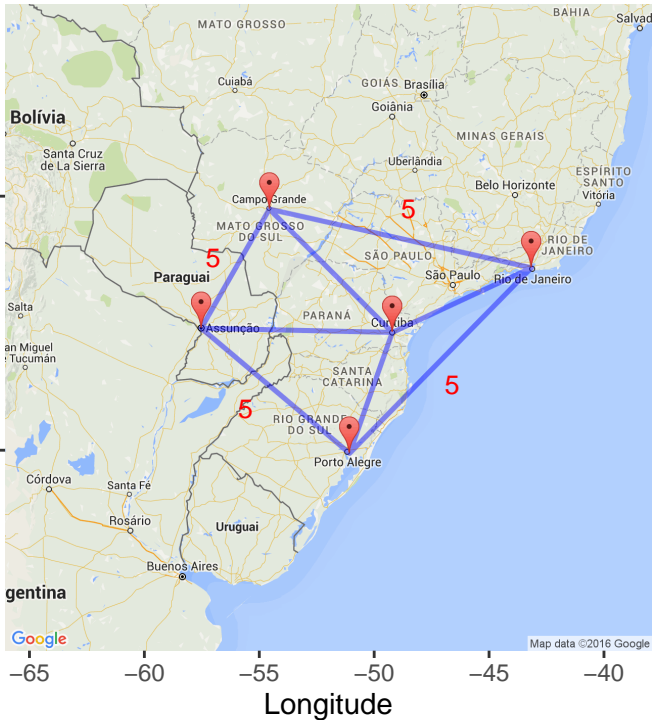 MATO GROSSO
BAHIA
Salvad
Cuiabá
GOIÁS
Brasília
Goiânia
Bolívia
Santa Cruz
de La Sierra
MINAS GERAIS
Uberlândia
ESPÍRITO
SANTO
Vitória
Belo Horizonte
Campo Grande
5
MATO GROSSO
DO SUL
RIO DE
JANEIRO
5
SÃO PAULO
Paraguai
São Paulo
Rio de Janeiro
Salta
PARANÁ
Curitiba
Assunção
an Miguel
e Tucumán
SANTA
CATARINA
5
5
RIO GRANDE
DO SUL
Porto Alegre
Córdova
Santa Fé
Rosário
Uruguai
Buenos Aires
gentina
Google
Map data ©2016 Google
−65
−60
−55
−50
−45
−40
Longitude